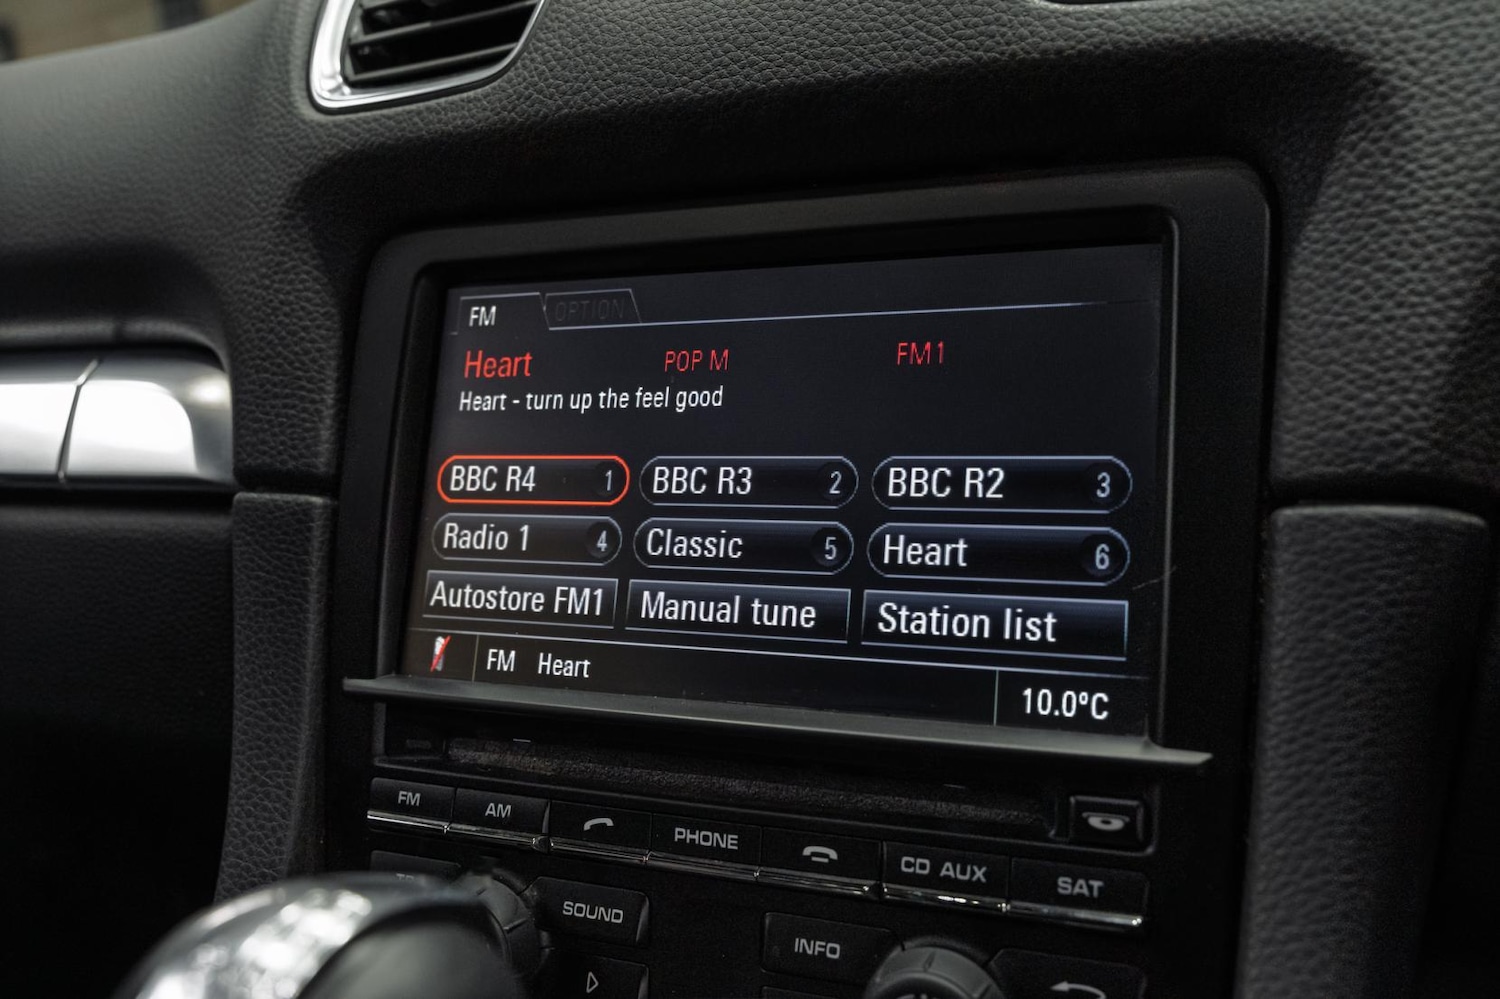 FM OPTION
Heart POP M FM1
Heart - turn up the feel good
BBC R4 1 BBC R3 2 BBC R2 3
Radio 1 4 Classic 5 Heart 6
Autostore FM1 Manual tune Station list
FM Heart
10.0°C
FM AM PHONE CD AUX SAT
SOUND INFO